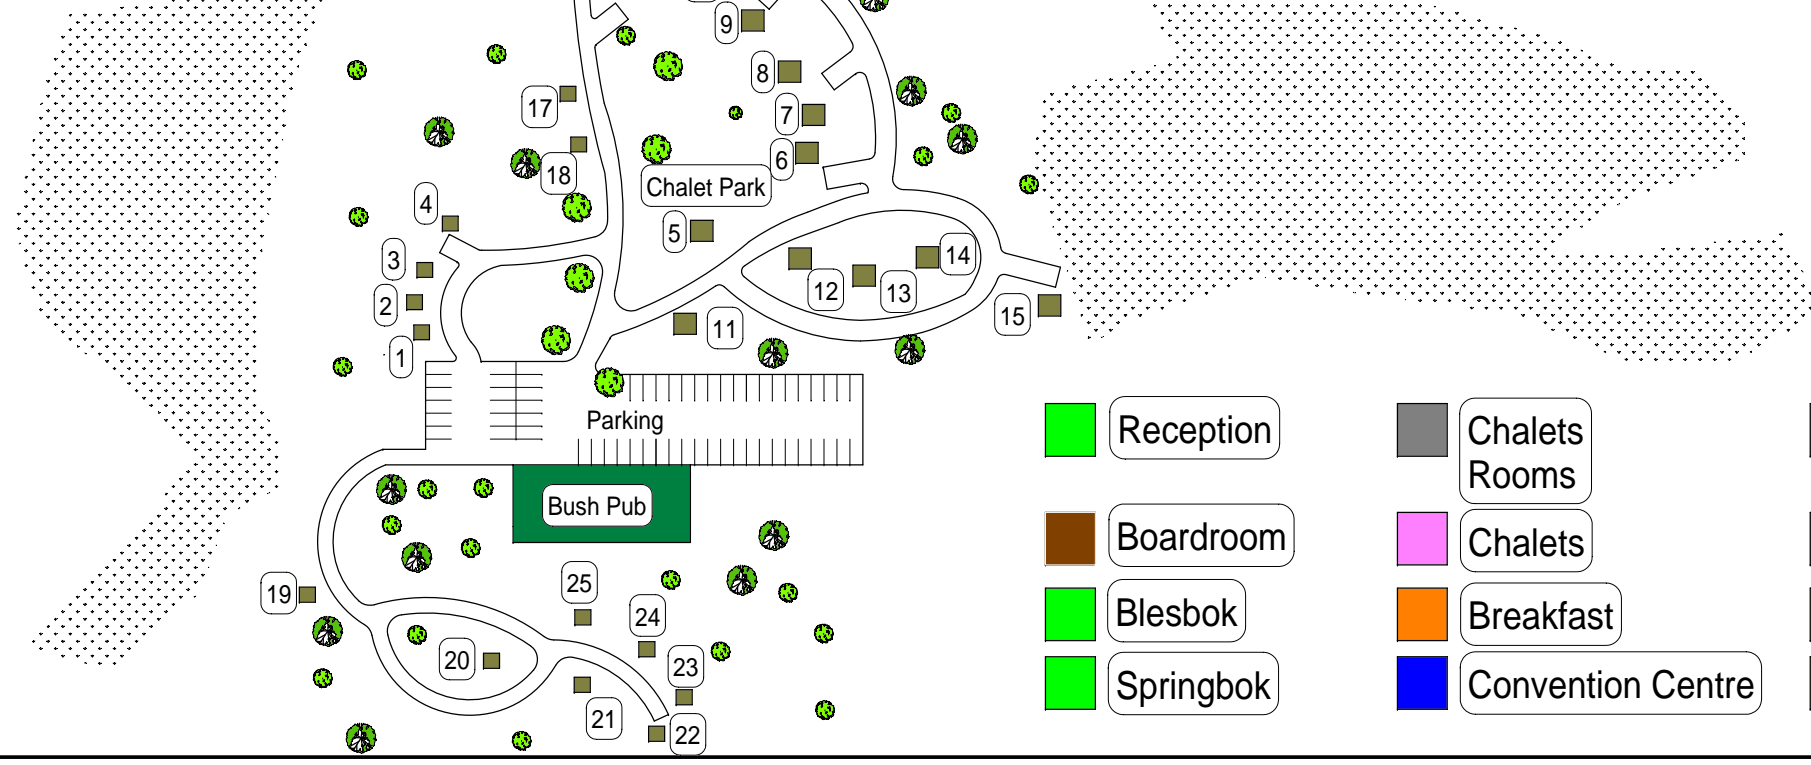 9
8
17
7
6
18
Chalet Park
4
5
3
14
12
13
2
15
11
1
Parking
Reception
Chalets
Rooms
Bush Pub
Boardroom
Chalets
25
19
Blesbok
Breakfast
24
20
23
Springbok
Convention Centre
21
22